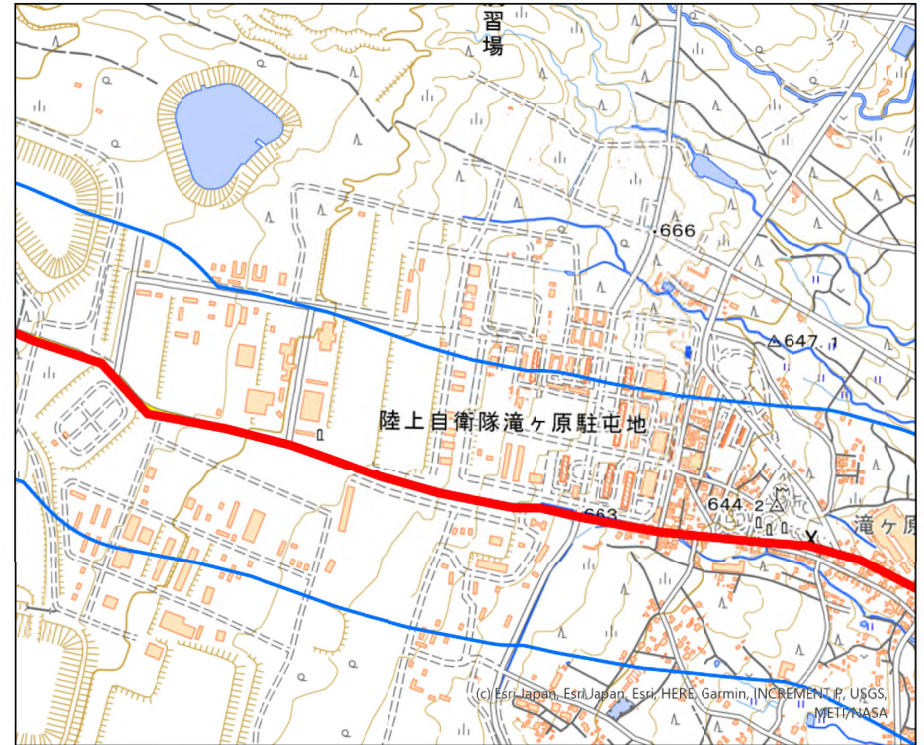 習場
666
647.1
陸上自衛隊滝ヶ原駐屯地
P
663
644.2
滝ヶ原
(c) Esri Japan, Esri Japan, Esri, HERE, Garmin, INCREMENT P, USGS,
METI/NASA